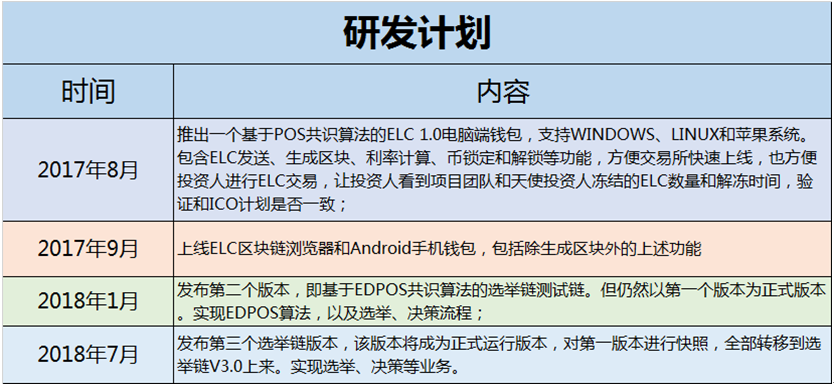 研发计划
时间
内容
2017年8月
推出一个基于POS共识算法的ELC 1.0电脑端钱包，支持WINDOWS、LINUX和苹果系统。
包含ELC发送、生成区块、利率计算、币锁定和解锁等功能，方便交易所快速上线，也方便
投资人进行ELC交易，让投资人看到项目团队和天使投资人冻结的ELC数量和解冻时间，验
证和ICO计划是否一致；
2017年9月
上线ELC区块链浏览器和Android手机钱包，包括除生成区块外的上述功能
2018年1月
发布第二个版本，即基于EDPOS共识算法的选举链测试链。但仍然以第一个版本为正式版本
。实现EDPOS算法，以及选举、决策流程；
2018年7月
发布第三个选举链版本，该版本将成为正式运行版本，对第一版本进行快照，全部转移到选
举链V3.0上来。实现选举、决策等业务。